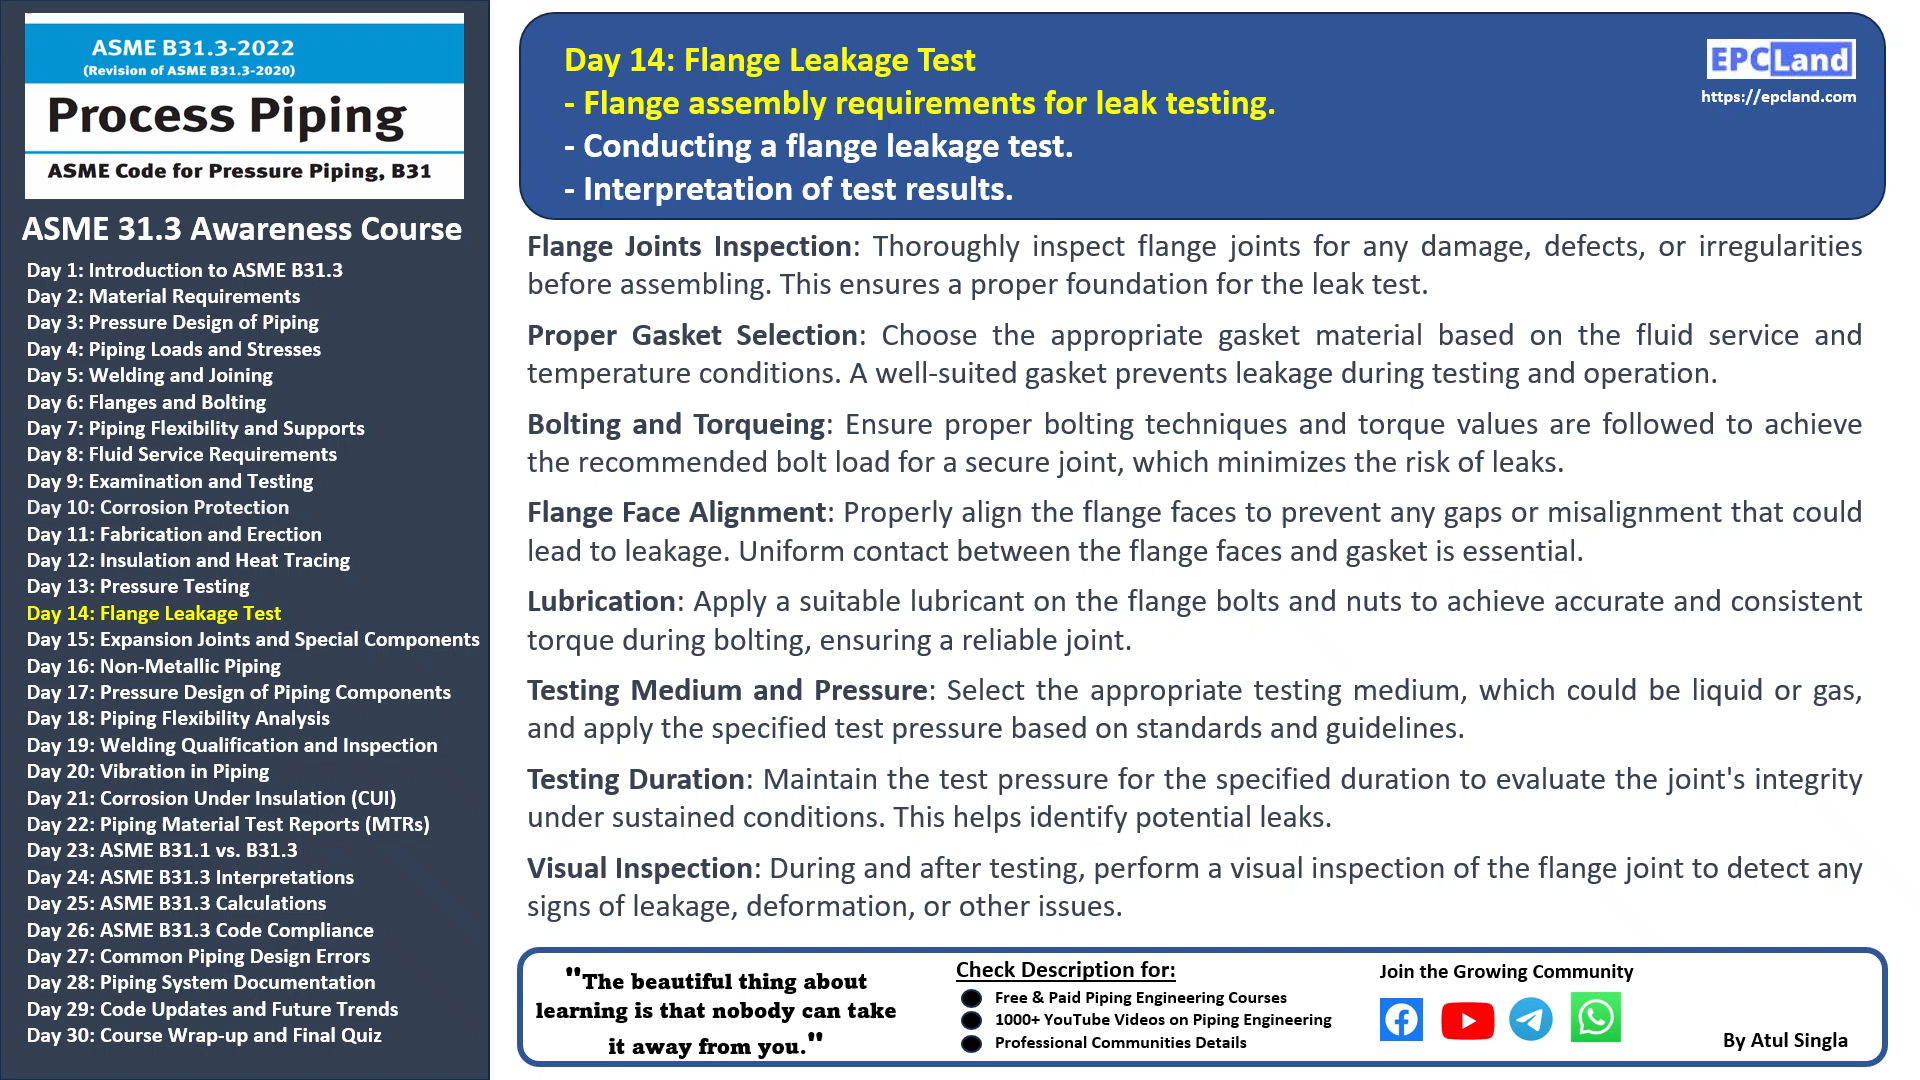 ASME B31.3-2022
(Revision of ASME B31.3-2020)
Process Piping
ASME Code for Pressure Piping, B31
ASME 31.3 Awareness Course
Day 1: Introduction to ASME B31.3
Day 2: Material Requirements
Day 3: Pressure Design of Piping
Day 4: Piping Loads and Stresses
Day 5: Welding and Joining
Day 6: Flanges and Bolting
Day 7: Piping Flexibility and Supports
Day 8: Fluid Service Requirements
Day 9: Examination and Testing
Day 10: Corrosion Protection
Day 11: Fabrication and Erection
Day 12: Insulation and Heat Tracing
Day 13: Pressure Testing
Day 14: Flange Leakage Test
Day 15: Expansion Joints and Special Components
Day 16: Non-Metallic Piping
Day 17: Pressure Design of Piping Components
Day 18: Piping Flexibility Analysis
Day 19: Welding Qualification and Inspection
Day 20: Vibration in Piping
Day 21: Corrosion Under Insulation (CUI)
Day 22: Piping Material Test Reports (MTRs)
Day 23: ASME B31.1 vs. B31.3
Day 24: ASME B31.3 Interpretations
Day 25: ASME B31.3 Calculations
Day 26: ASME B31.3 Code Compliance
Day 27: Common Piping Design Errors
Day 28: Piping System Documentation
Day 29: Code Updates and Future Trends
Day 30: Course Wrap-up and Final Quiz
Day 14: Flange Leakage Test
- Flange assembly requirements for leak testing.
- Conducting a flange leakage test.
- Interpretation of test results.
EPCLand
https://epcland.com
Flange Joints Inspection: Thoroughly inspect flange joints for any damage, defects, or irregularities
before assembling. This ensures a proper foundation for the leak test.
Proper Gasket Selection: Choose the appropriate gasket material based on the fluid service and
temperature conditions. A well-suited gasket prevents leakage during testing and operation.
Bolting and Torqueing: Ensure proper bolting techniques and torque values are followed to achieve
the recommended bolt load for a secure joint, which minimizes the risk of leaks.
Flange Face Alignment: Properly align the flange faces to prevent any gaps or misalignment that could
lead to leakage. Uniform contact between the flange faces and gasket is essential.
Lubrication: Apply a suitable lubricant on the flange bolts and nuts to achieve accurate and consistent
torque during bolting, ensuring a reliable joint.
Testing Medium and Pressure: Select the appropriate testing medium, which could be liquid or gas,
and apply the specified test pressure based on standards and guidelines.
Testing Duration: Maintain the test pressure for the specified duration to evaluate the joint's integrity
under sustained conditions. This helps identify potential leaks.
Visual Inspection: During and after testing, perform a visual inspection of the flange joint to detect any
signs of leakage, deformation, or other issues.
"The beautiful thing about
learning is that nobody can take
it away from you."
Check Description for:
● Free & Paid Piping Engineering Courses
● 1000+ YouTube Videos on Piping Engineering
● Professional Communities Details
Join the Growing Community
By Atul Singla